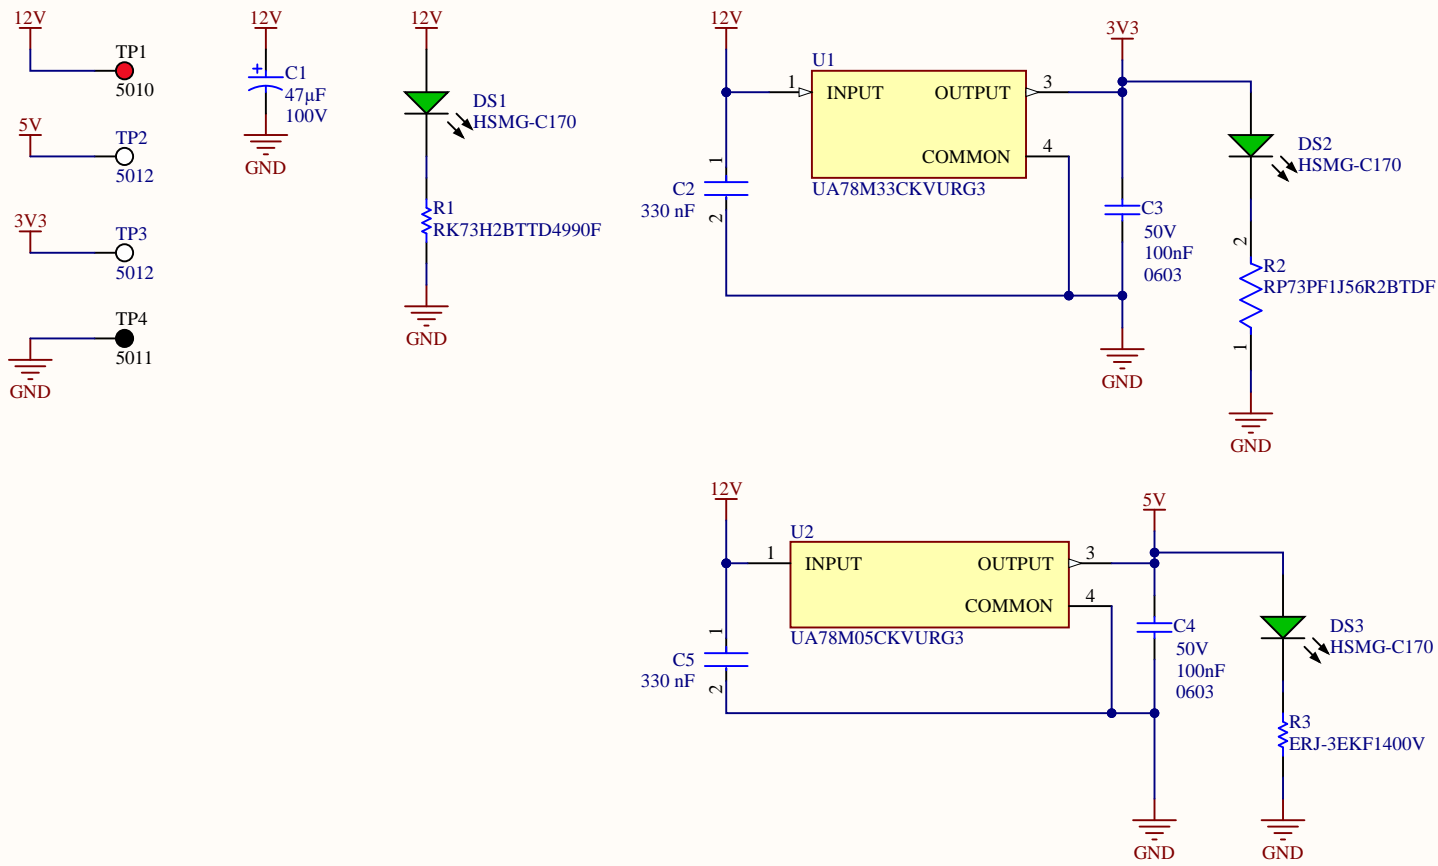 12V
TP1
5010
5V
TP2
5012
3V3
TP3
5012
TP4
5011
GND
12V
+
C1
47µF
100V
GND
12V
DS1
HSMG-C170
R1
RK73H2BTTD4990F
GND
12V
U1
1
INPUT
OUTPUT
3
COMMON
4
UA78M33CKVURG3
1
C2
330 nF
2
3V3
C3
50V
100nF
0603
GND
DS2
HSMG-C170
2
R2
RP73PF1J56R2BTDF
1
GND
12V
U2
1
INPUT
OUTPUT
3
COMMON
4
UA78M05CKVURG3
1
C5
330 nF
2
5V
C4
50V
100nF
0603
GND
DS3
HSMG-C170
R3
ERJ-3EKF1400V
GND